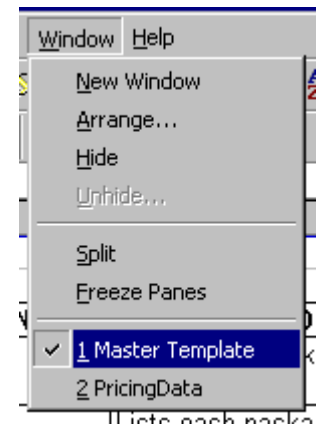 Window Help
New Window
Arrange...
Hide
Unhide...
Split
Freeze Panes
1 Master Template
2 PricingData